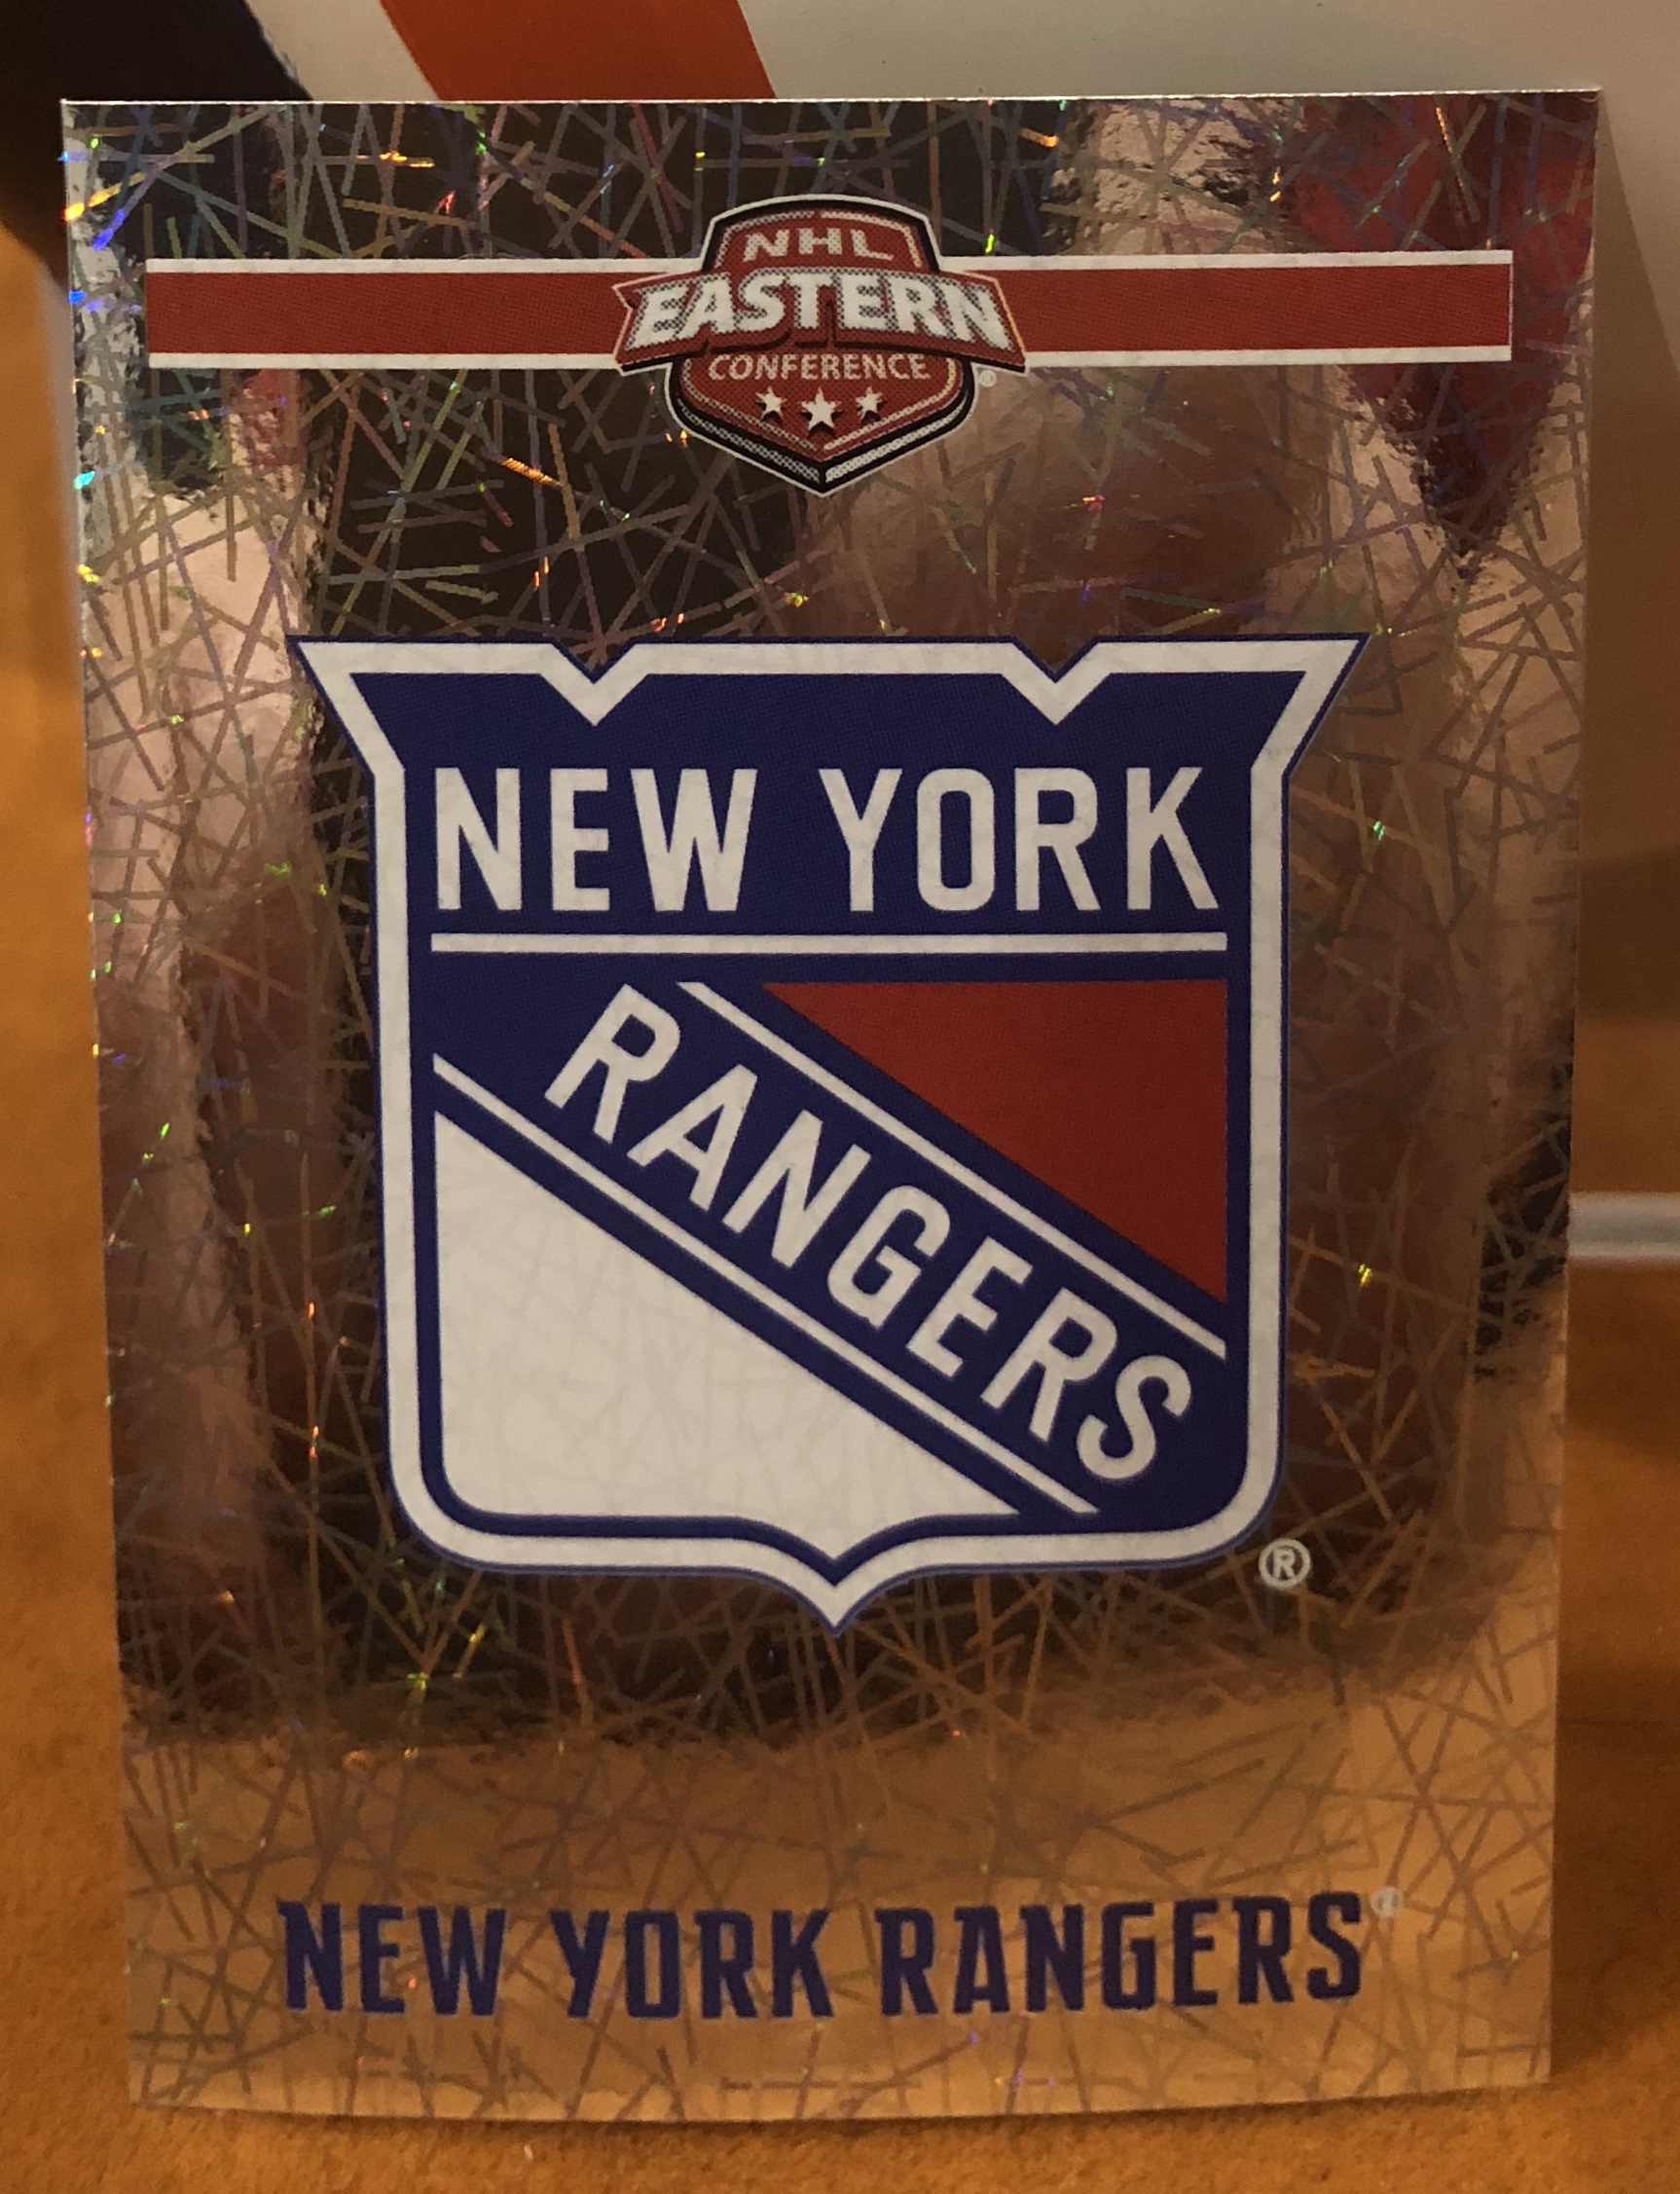 NHL
EASTERN
CONFERENCE
NEW YORK
RANGERS
®
NEW YORK RANGERS®